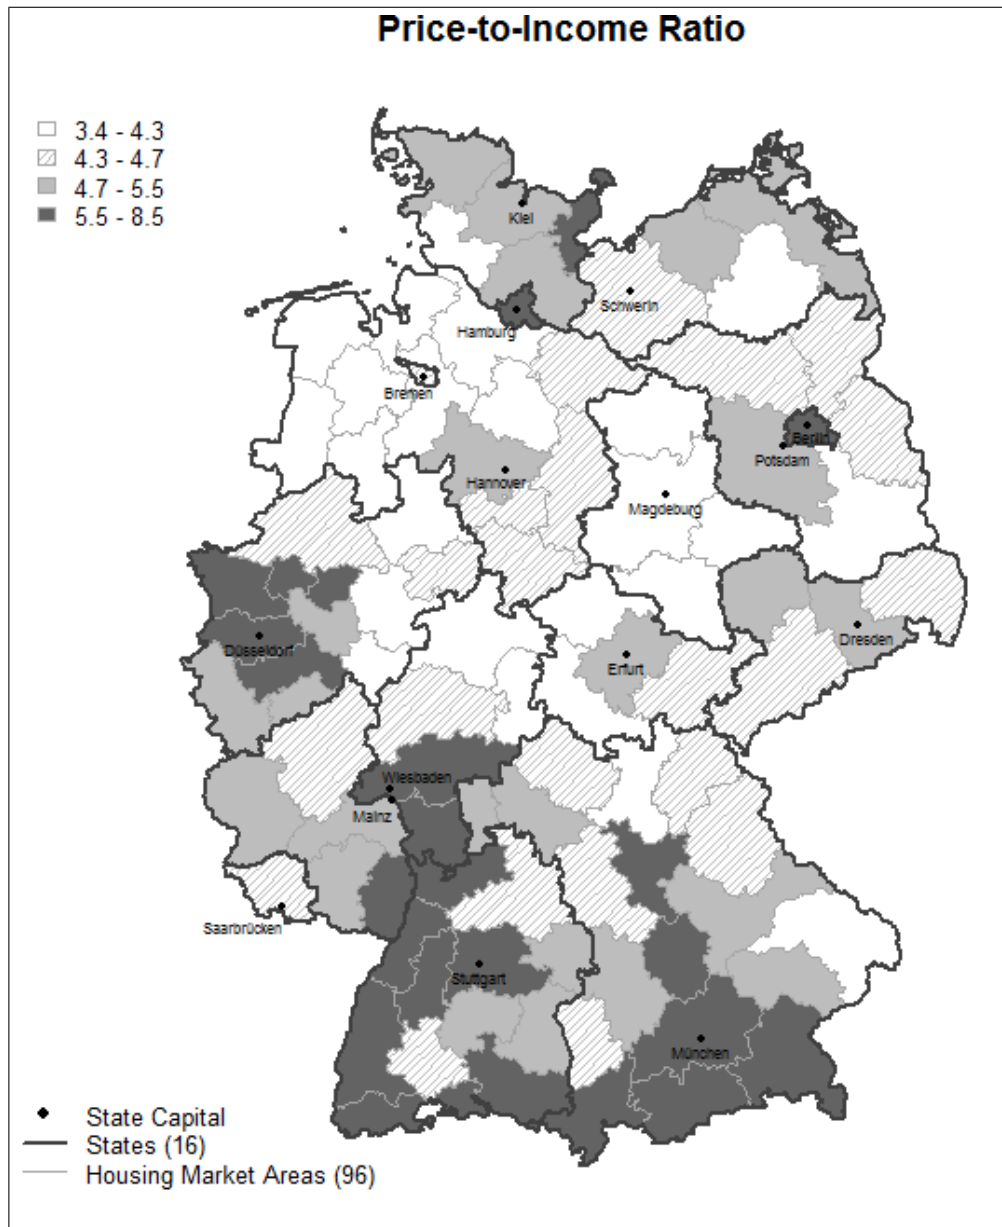 Price-to-Income Ratio
3.4 - 4.3
4.3 - 4.7
4.7 - 5.5
5.5 - 8.5
Kiel
Schwerin
Hamburg
Bremen
Berlin
Potsdam
Hannover
Magdeburg
Düsseldorf
Dresden
Erfurt
Wiesbaden
Mainz
Saarbrücken
Stuttgart
München
State Capital
States (16)
Housing Market Areas (96)